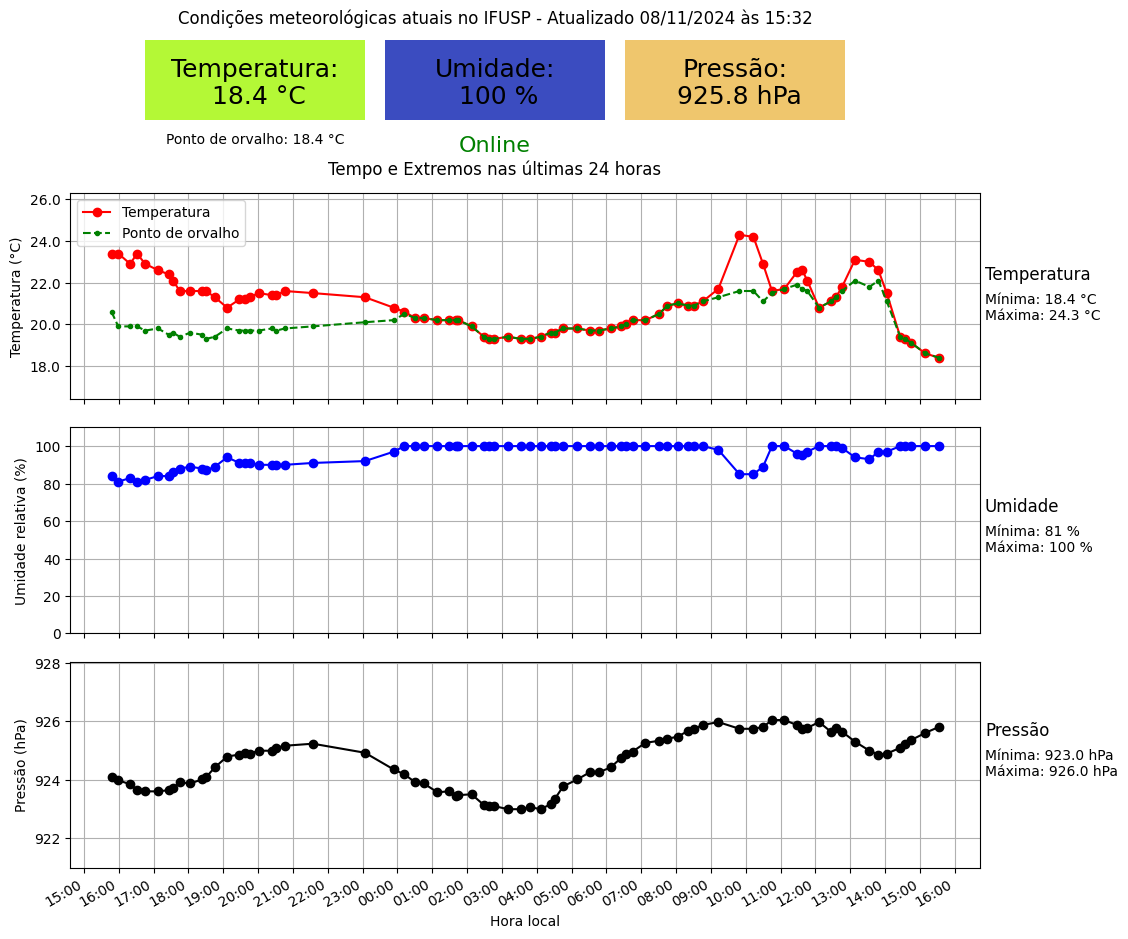 Condições meteorológicas atuais no IFUSP - Atualizado 08/11/2024 às 15:32
Temperatura:
18.4 °C
Umidade:
100 %
Pressão:
925.8 hPa
Ponto de orvalho: 18.4 °C
Online
Tempo e Extremos nas últimas 24 horas
Temperatura (°C)
26.0
24.0
22.0
20.0
18.0
Temperatura
Ponto de orvalho
Temperatura
Mínima: 18.4 °C
Máxima: 24.3 °C
Umidade relativa (%)
100
80
60
40
20
0
Umidade
Mínima: 81 %
Máxima: 100 %
Pressão (hPa)
928
926
924
922
Pressão
Mínima: 923.0 hPa
Máxima: 926.0 hPa
15:00 16:00 17:00 18:00 19:00 20:00 21:00 22:00 23:00 00:00 01:00 02:00 03:00 04:00 05:00 06:00 07:00 08:00 09:00 10:00 11:00 12:00 13:00 14:00 15:00 16:00
Hora local